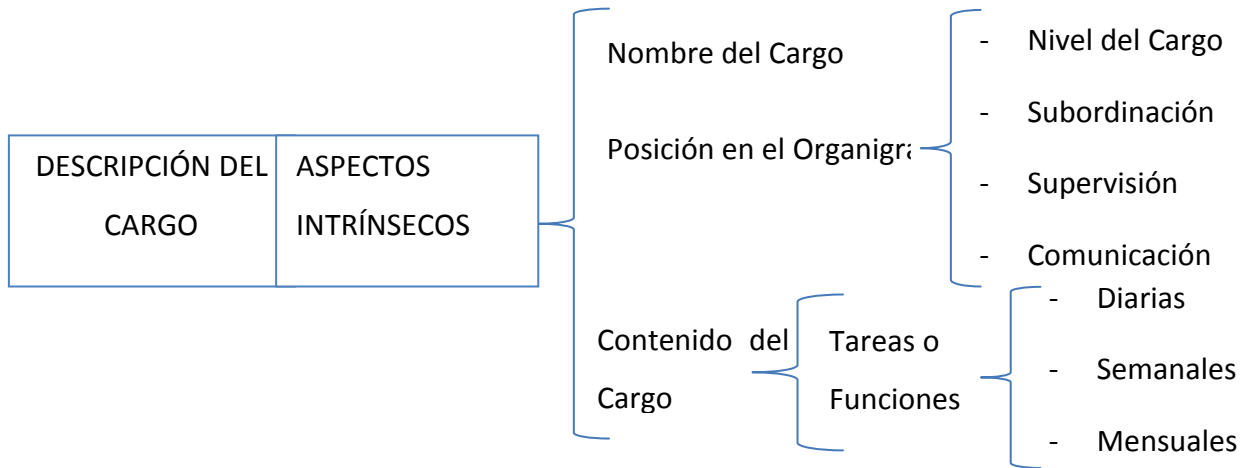 DESCRIPCIÓN DEL
CARGO
ASPECTOS
INTRÍNSECOS
Nombre del Cargo
Posición en el Organigra
- Nivel del Cargo
- Subordinación
- Supervisión
- Comunicación
Contenido del
Cargo
Tareas o
Funciones
- Diarias
- Semanales
- Mensuales